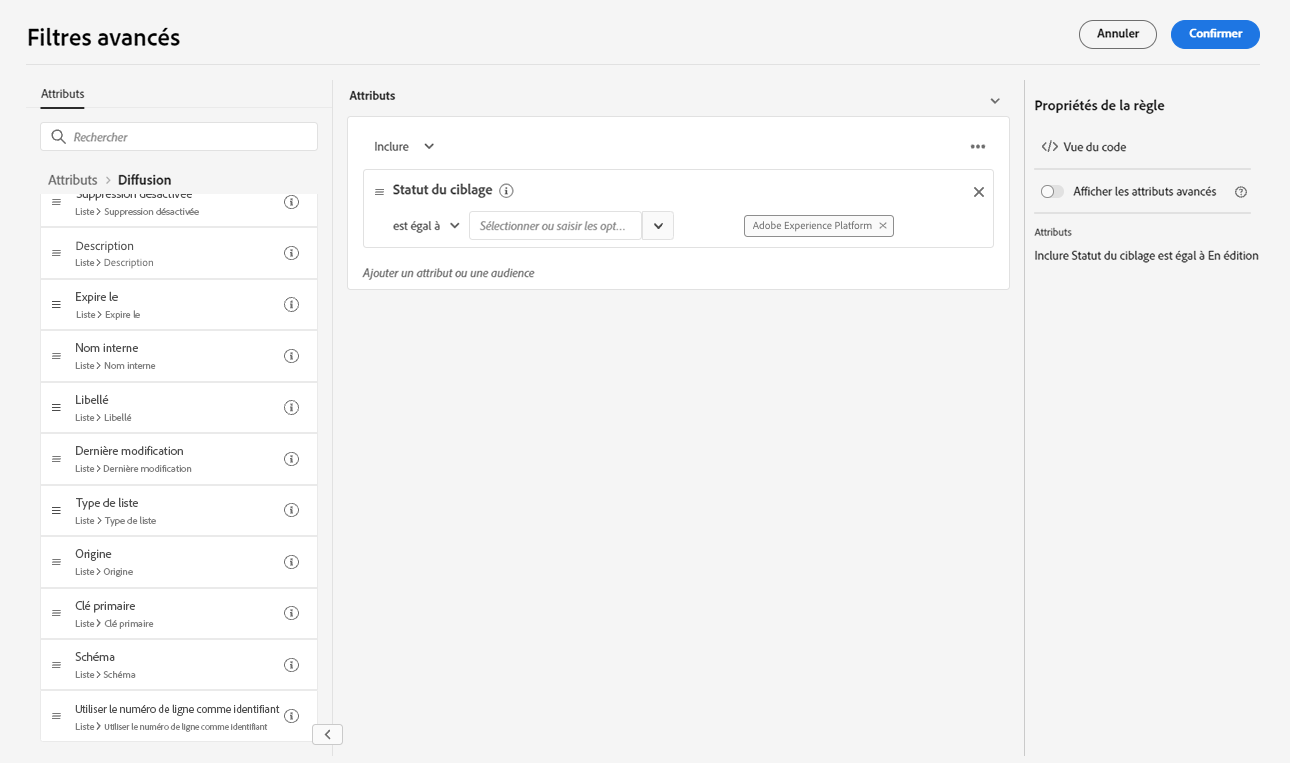 Filtres avancés
Annuler
Confirmer
Attributs
Rechercher
Attributs > Diffusion
Suppression désactivée
Liste > Suppression désactivée
Description
Liste > Description
Expire le
Liste > Expire le
Nom interne
Liste > Nom interne
Libellé
Liste > Libellé
Dernière modification
Liste > Dernière modification
Type de liste
Liste > Type de liste
Origine
Liste > Origine
Clé primaire
Liste > Clé primaire
Schéma
Liste > Schéma
Utiliser le numéro de ligne comme identifiant
Liste > Utiliser le numéro de ligne comme identifiant
Attributs
Inclure
Statut du ciblage
est égal à
Sélectionner ou saisir les opt...
Adobe Experience Platform
Ajouter un attribut ou une audience
Propriétés de la règle
</> Vue du code
Afficher les attributs avancés
Attributs
Inclure Statut du ciblage est égal à En édition